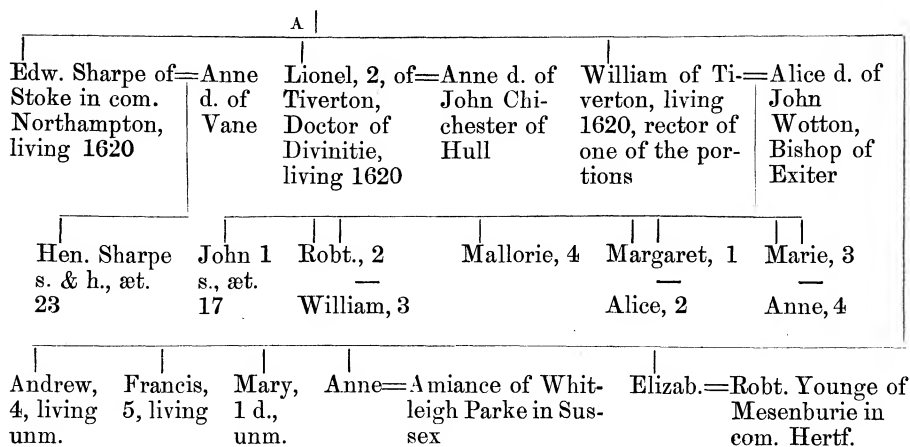 A
Edw. Sharpe of=Anne
Stoke in com. d. of
Northampton, Vane
living 1620
Lionel, 2, of=Anne d. of
Tiverton, John Chi-
Doctor of chester of
Divinitie, Hull
living 1620
William of Ti-=Alice d. of
verton, living John
1620, rector of Wotton,
one of the por- Bishop of
tions Exiter
Hen. Sharpe
s. & h., æt.
23
John 1
s., æt.
17
Robt., 2
William, 3
Mallorie, 4
Margaret, 1
Alice, 2
Marie, 3
Anne, 4
Andrew,
4, living
unm.
Francis,
5, living
Mary,
1 d.,
unm.
Anne=Amiance of Whit-
leigh Parke in Sus-
sex
Elizab.=Robt. Younge of
Mesenburie in
com. Hertf.